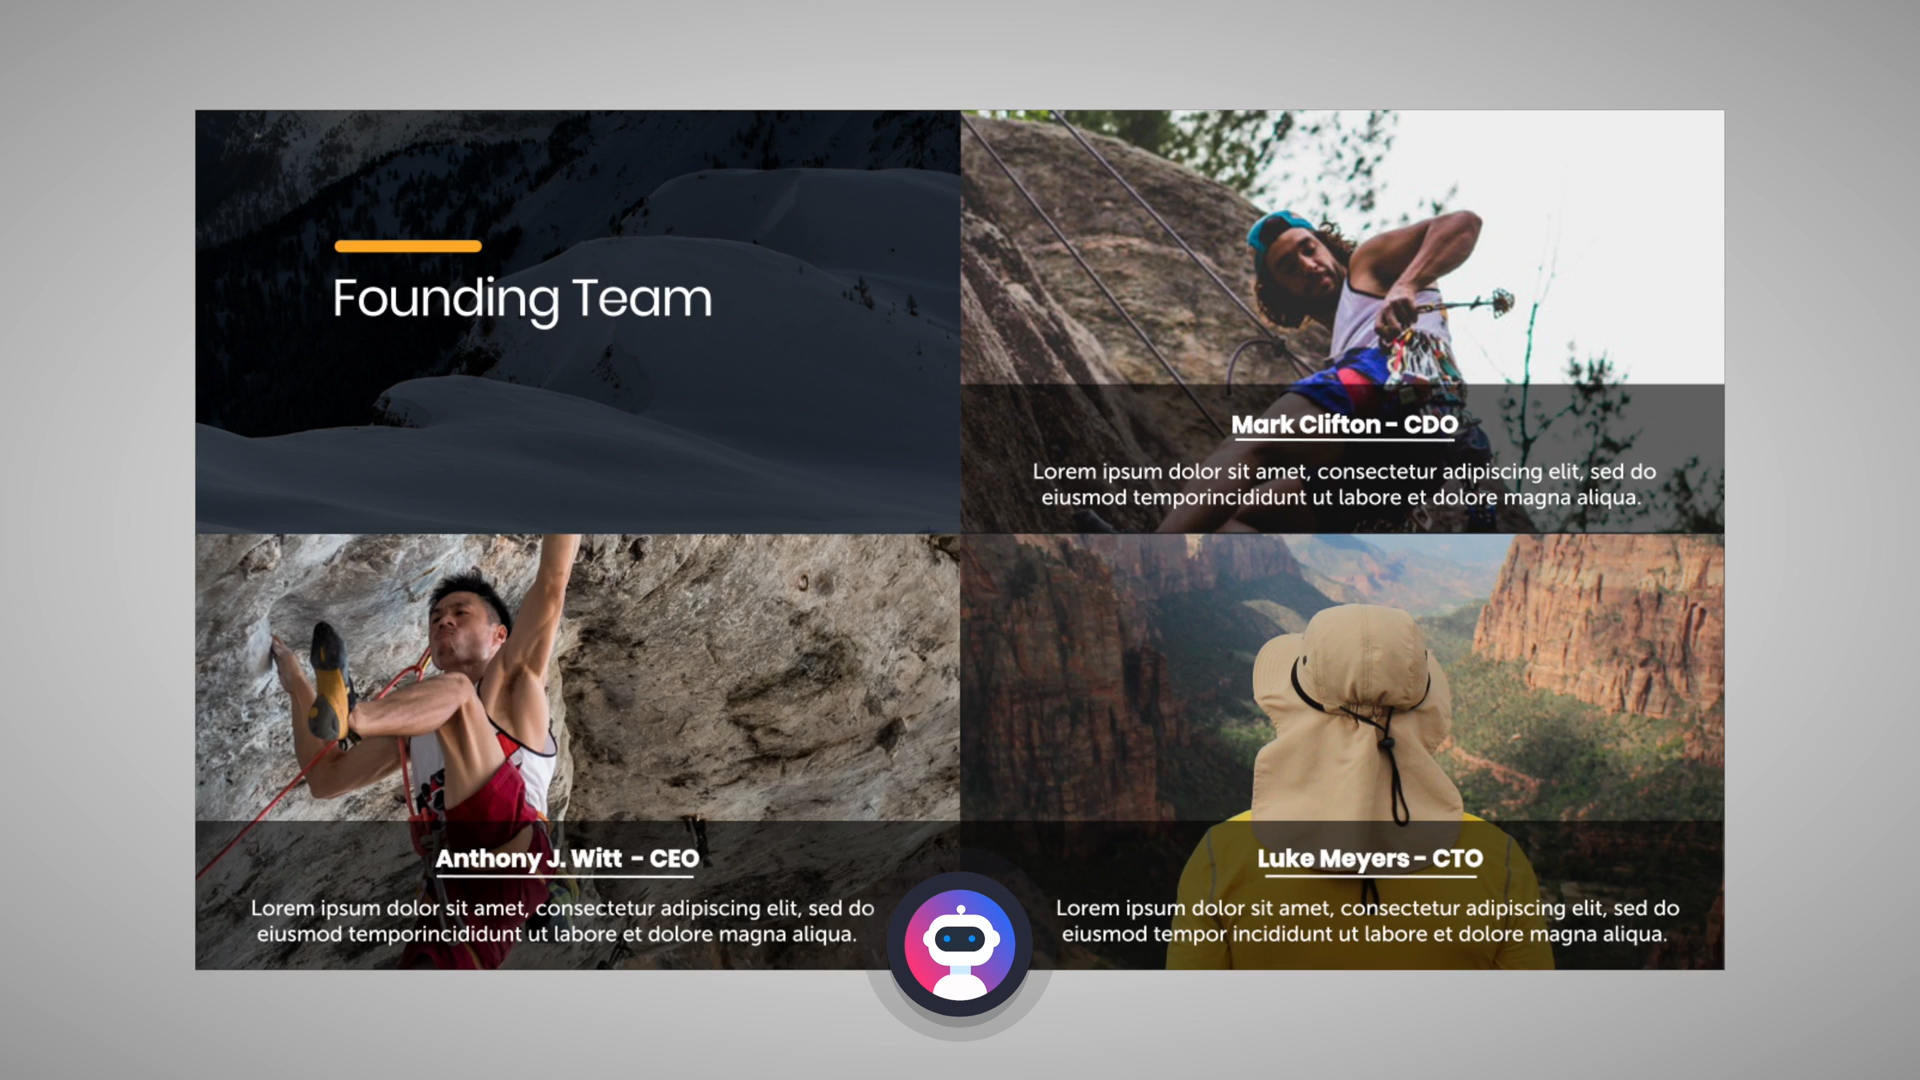 Founding Team
Mark Clifton - CDO
Lorem ipsum dolor sit amet, consectetur adipiscing elit, sed do
eiusmod temporincididunt ut labore et dolore magna aliqua.
Anthony J. Witt - CEO
Lorem ipsum dolor sit amet, consectetur adipiscing elit, sed do
eiusmod temporincididunt ut labore et dolore magna aliqua.
Luke Meyers - CTO
Lorem ipsum dolor sit amet, consectetur adipiscing elit, sed do
eiusmod tempor incididunt ut labore et dolore magna aliqua.